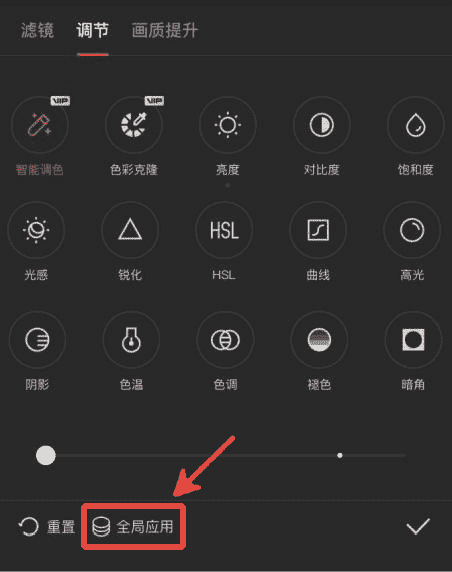 滤镜 调节 画质提升
VIP VIP
智能调色 色彩克隆 亮度 对比度 饱和度
HSL
光感 锐化 HSL 曲线 高光
阴影 色温 色调 褪色 暗角
重置 全局应用